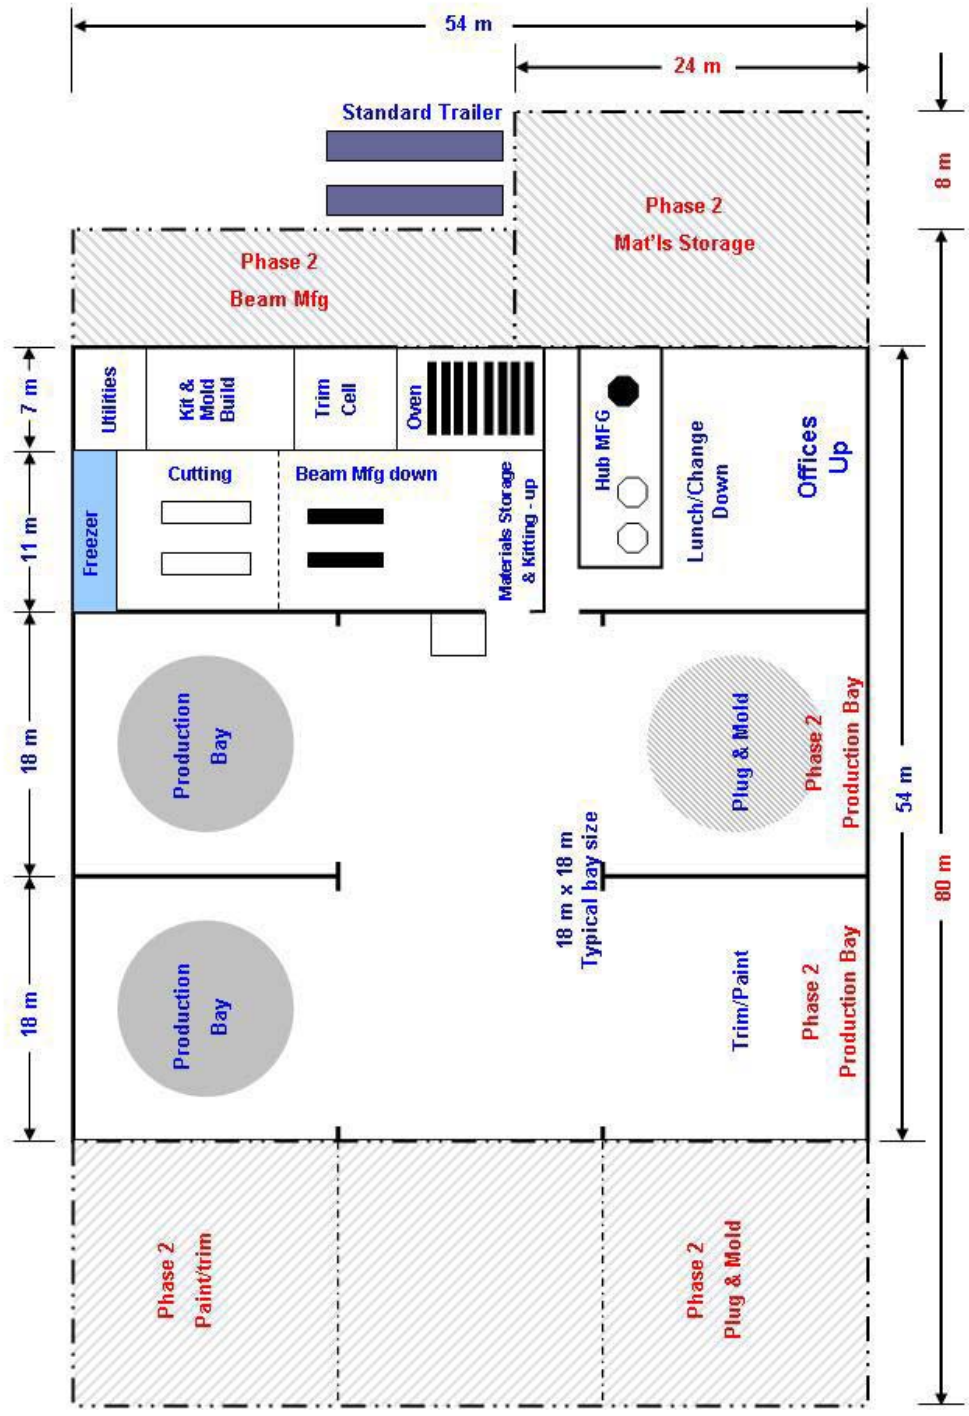 54 m
24 m
Standard Trailer
8 m
Phase 2
Mat'ls Storage
Phase 2
Beam Mfg
7 m
Utilities
Kit &
Mold
Build
Trim
Cell
Oven
Hub MFG
Lunch/Change
Down
Offices
Up
11 m
Freezer
Cutting
Beam Mfg down
Materials Storage
& Kitting - up
18 m
Production
Bay
Plug & Mold
Phase 2
Production Bay
54 m
18 m x 18 m
Typical bay size
80 m
18 m
Production
Bay
Trim/Paint
Phase 2
Production Bay
Phase 2
Paint/trim
Phase 2
Plug & Mold